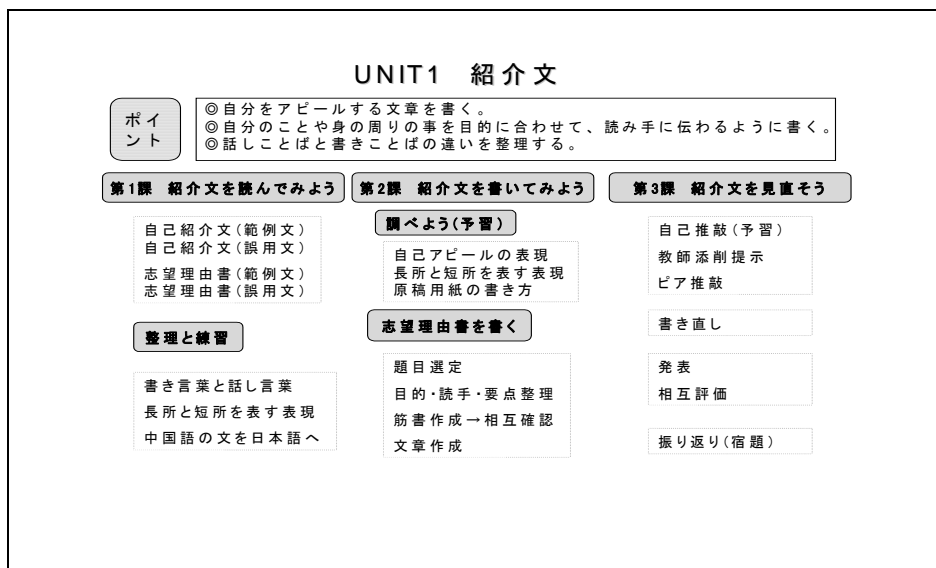 UNIT1 紹介文
ポイ
ント
◎自分をアピールする文章を書く。
◎自分のことや身の周りの事を目的に合わせて、読み手に伝わるように書く。
◎話しことばと書きことばの違いを整理する。
第1課 紹介文を読んでみよう
自己紹介文(範例文)
自己紹介文(誤用文)
志望理由書(範例文)
志望理由書(誤用文)
整理と練習
書き言葉と話し言葉
長所と短所を表す表現
中国語の文を日本語へ
第2課 紹介文を書いてみよう
調べよう(予習)
自己アピールの表現
長所と短所を表す表現
原稿用紙の書き方
志望理由書を書く
題目選定
目的・読手・要点整理
筋書作成→相互確認
文章作成
第3課 紹介文を見直そう
自己推敲(予習)
教師添削提示
ピア推敲
書き直し
発表
相互評価
振り返り(宿題)